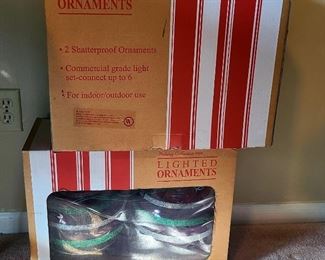 ORNAMENTS
• 2 Shatterproof Ornaments
• Commercial grade light
set-connect up to 6
• For indoor/outdoor use
LIGHTED
ORNAMENTS